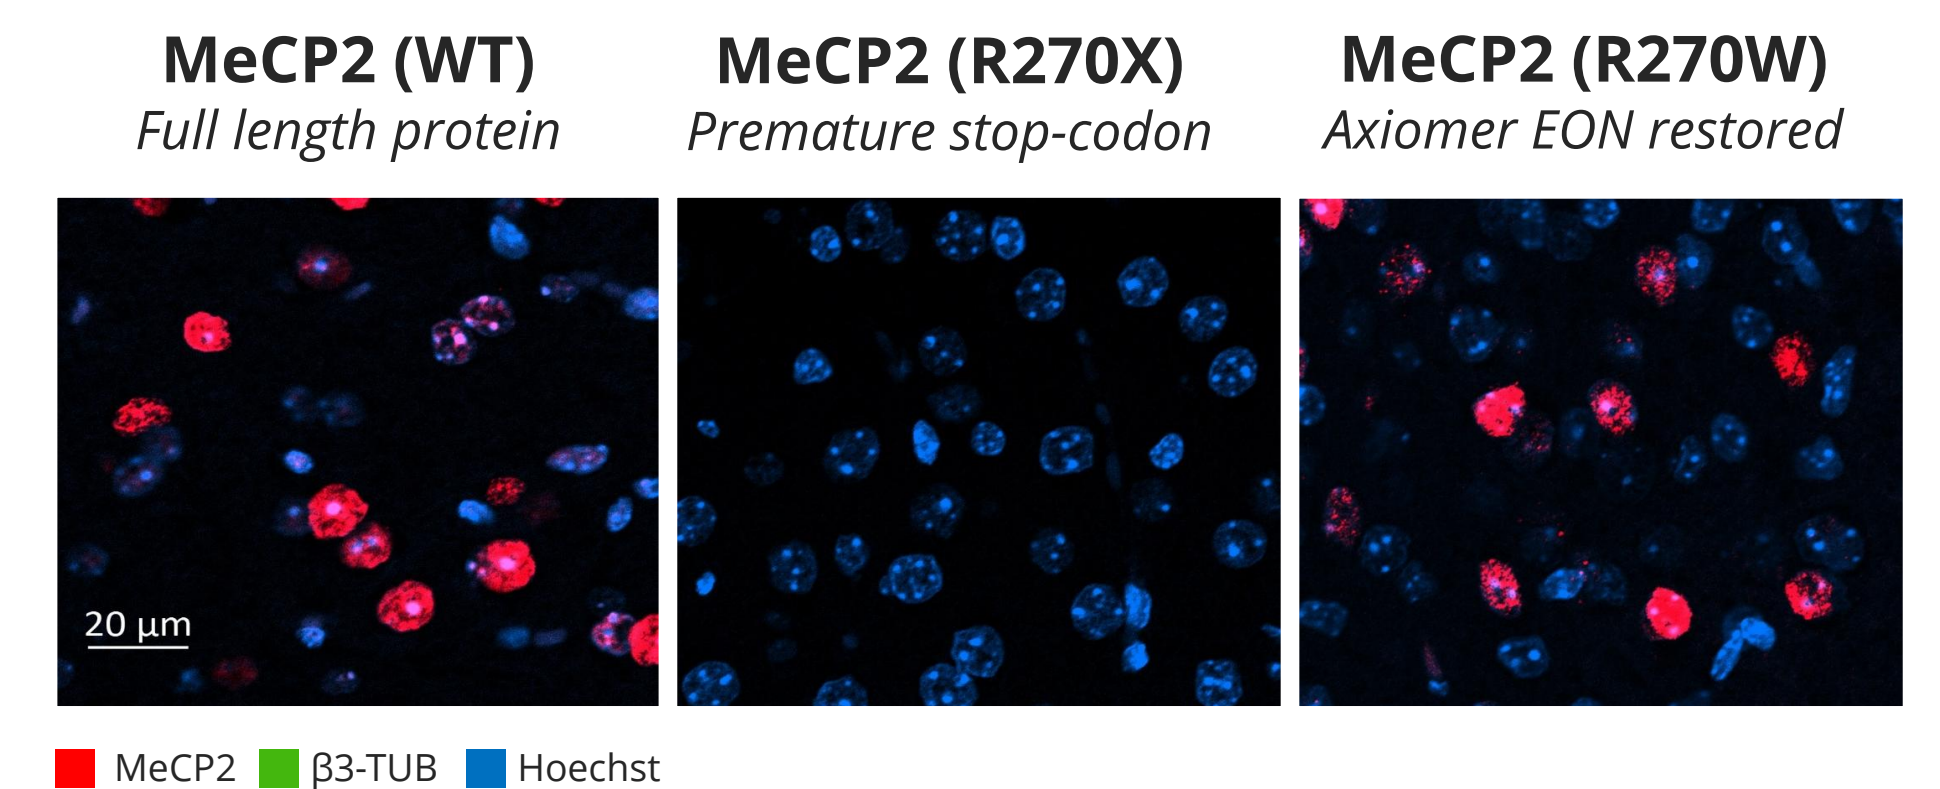 MeCP2 (WT)
Full length protein
MeCP2 (R270X)
Premature stop-codon
MeCP2 (R270W)
Axiomer EON restored
20 µm
MeCP2
β3-TUB
Hoechst